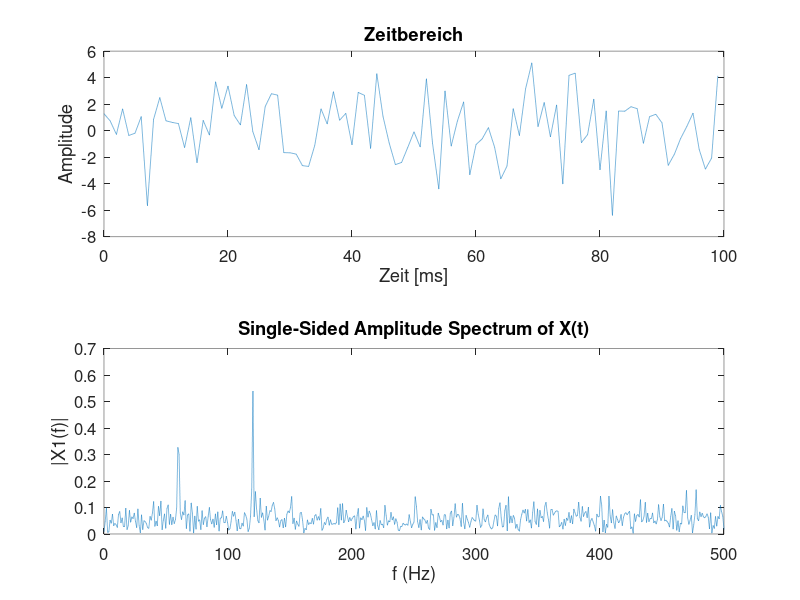 Zeitbereich
6
4
2
0
-2
-4
-6
-8
Amplitude
0 20 40 60 80 100
Zeit [ms]
Single-Sided Amplitude Spectrum of X(t)
0.7
0.6
0.5
0.4
0.3
0.2
0.1
0
|X1(f)|
0 100 200 300 400 500
f (Hz)